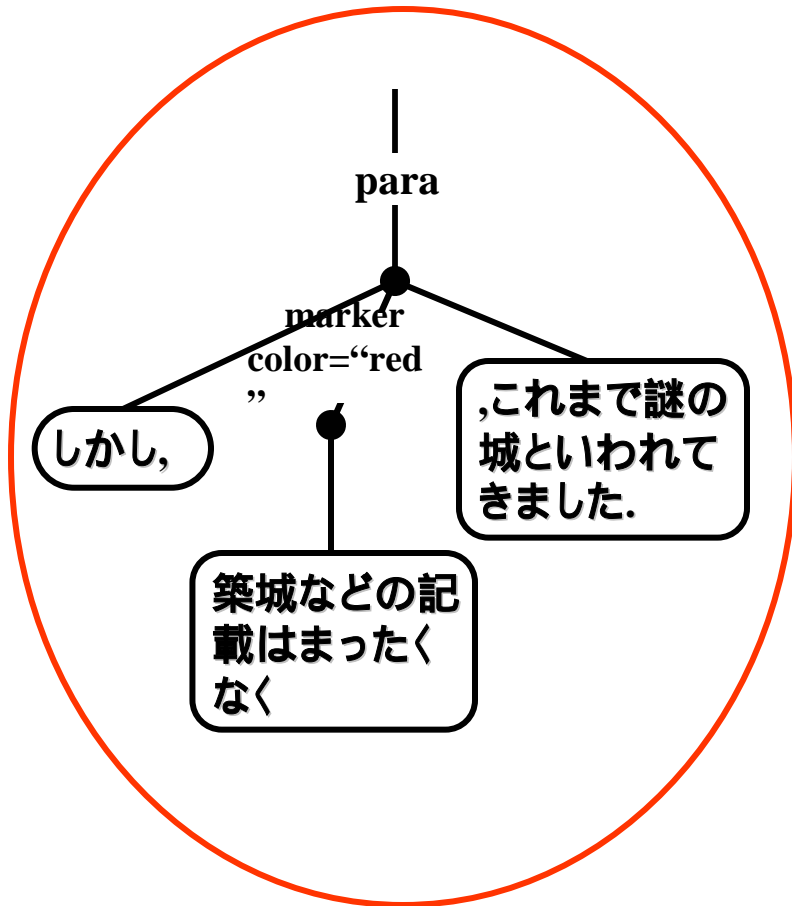 para
marker
color=“red
”
しかし,
,これまで謎の
城といわれて
きました.
築城などの記
載はまったく
なく